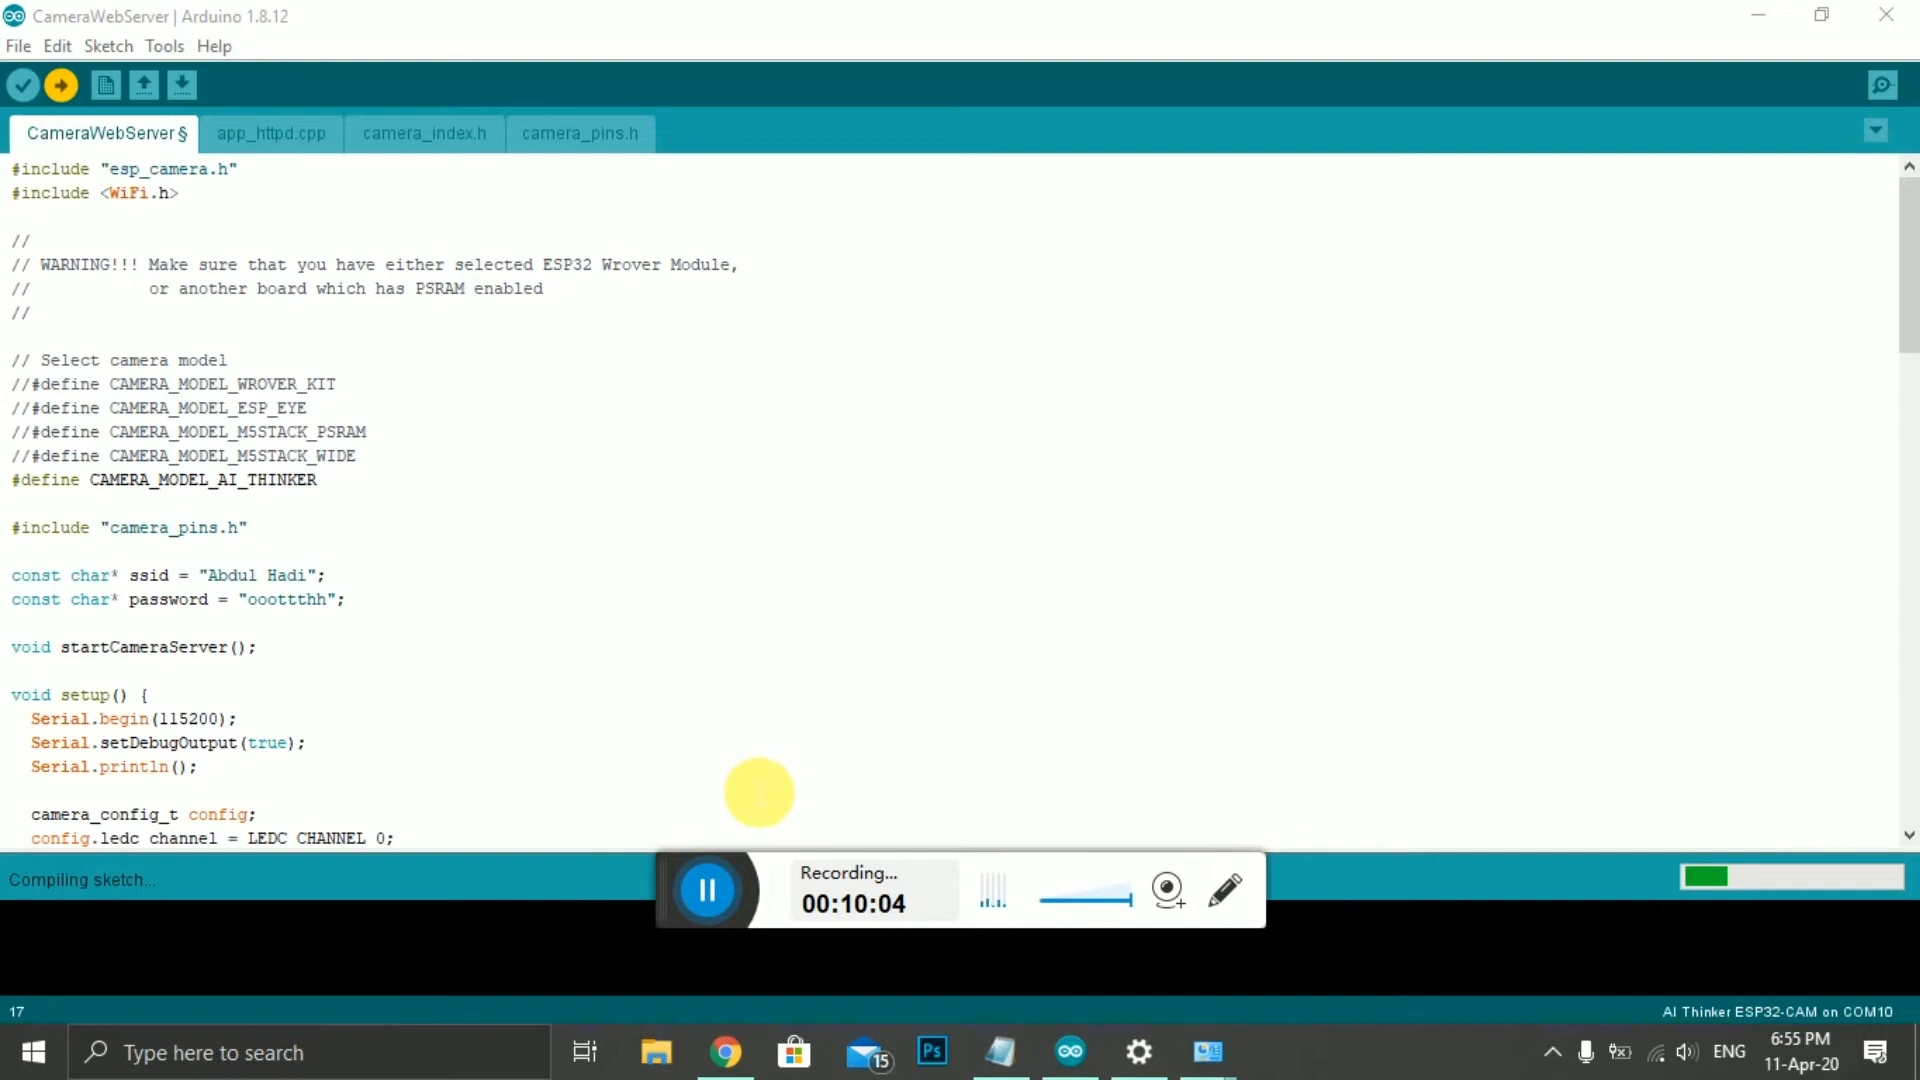 CameraWebServer | Arduino 1.8.12
File Edit Sketch Tools Help
CameraWebServer § app_httpd.cpp camera_index.h camera_pins.h
#include "esp_camera.h"
#include <WiFi.h>
//
// WARNING!!! Make sure that you have either selected ESP32 Wrover Module,
// or another board which has PSRAM enabled
//
// Select camera model
//#define CAMERA_MODEL_WROVER_KIT
//#define CAMERA_MODEL_ESP_EYE
//#define CAMERA_MODEL_M5STACK_PSRAM
//#define CAMERA_MODEL_M5STACK_WIDE
#define CAMERA_MODEL_AI_THINKER
#include "camera_pins.h"
const char* ssid = "Abdul Hadi";
const char* password = "ooottthh";
void startCameraServer();
void setup() {
Serial.begin(115200);
Serial.setDebugOutput(true);
Serial.println();
camera_config_t config;
config.ledc_channel = LEDC_CHANNEL_0;
Compiling sketch...
Recording...
00:10:04
17
AI Thinker ESP32-CAM on COM10
Type here to search
Ps
15
ENG
6:55 PM
11-Apr-20